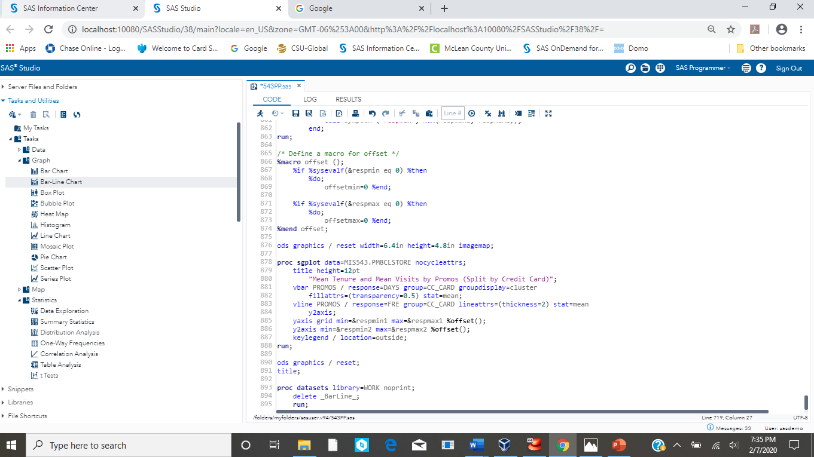 SAS Information Center
SAS Studio
Google
localhost:10080/SASStudio/38/main?locale=en_US&zone=GMT-06%253A00&http%3A%2F%2Flocalhost%3A10080%2FSASStudio%2F38%2F=
Apps
Chase Online - Log...
Welcome to Card S...
Google
CSU-Global
SAS Information Ce...
McLean County Uni...
SAS OnDemand for...
Domo
Other bookmarks
SAS® Studio
SAS Programmer
Sign Out
Server Files and Folders
Tasks and Utilities
My Tasks
Tasks
Data
Graph
Bar Chart
Bar-Line Chart
Box Plot
Bubble Plot
Heat Map
Histogram
Line Chart
Mosaic Plot
Pie Chart
Scatter Plot
Series Plot
Map
Statistics
Data Exploration
Summary Statistics
Distribution Analysis
One-Way Frequencies
Correlation Analysis
Table Analysis
t Tests
Snippets
Libraries
File Shortcuts
*543PP.sas
CODE LOG RESULTS
Line #
862 end;
863 run;
864
865 /* Define a macro for offset */
866 %macro offset ();
867 %if %sysevalf(&respmin eq 0) %then
868 %do;
869 offsetmin=0 %end;
870
871 %if %sysevalf(&respmax eq 0) %then
872 %do;
873 offsetmax=0 %end;
874 %mend offset;
875
876 ods graphics / reset width=6.4in height=4.8in imagemap;
877
878 proc sgplot data=MIS543.PMBCLSTORE nocycleattrs;
879 title height=12pt
880 "Mean Tenure and Mean Visits by Promos (Split by Credit Card)";
881 vbar PROMOS / response=DAYS group=CC_CARD groupdisplay=cluster
882 fillattrs=(transparency=0.5) stat=mean;
883 vline PROMOS / response=FRE group=CC_CARD lineattrs=(thickness=2) stat=mean
884 y2axis;
885 yaxis grid min=&respmin1 max=&respmax1 %offset();
886 y2axis min=&respmin2 max=&respmax2 %offset();
887 keylegend / location=outside;
888 run;
889
890 ods graphics / reset;
891 title;
892
893 proc datasets library=WORK noprint;
894 delete _BarLine_;
895 run;
/folders/myfolders/sasuser.v94/543PP.sas
Line 719, Column 27
UTF-8
Messages: 33
User: sasdemo
Type here to search
7:35 PM
2/7/2020